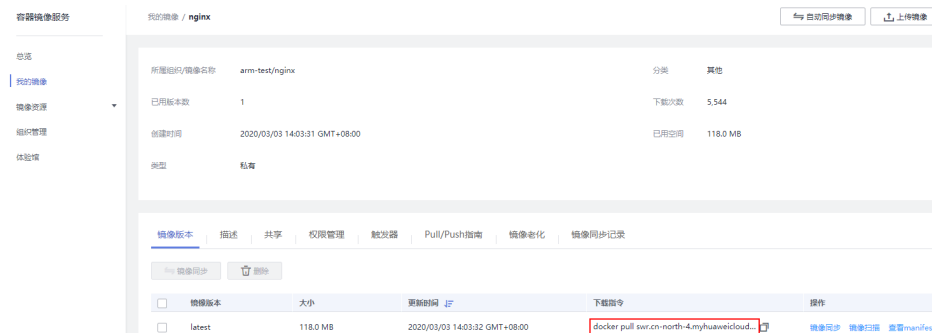 容器镜像服务
我的镜像 / nginx
自动同步镜像
上传镜像
总览
我的镜像
镜像资源
组织管理
体验馆
所属组织/镜像名称 arm-test/nginx 分类 其他
已用版本数 1 下载次数 5,544
创建时间 2020/03/03 14:03:31 GMT+08:00 已用空间 118.0 MB
类型 私有
镜像版本 描述 共享 权限管理 触发器 Pull/Push指南 镜像老化 镜像同步记录
镜像同步 删除
镜像版本 大小 更新时间 下载指令 操作
latest 118.0 MB 2020/03/03 14:03:32 GMT+08:00 docker pull swr.cn-north-4.myhuaweicloud... 镜像同步 镜像扫描 查看manifes